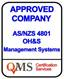 APPROVED
COMPANY
AS/NZS 4801
OH&S
Management Systems
QMS Certification
Services